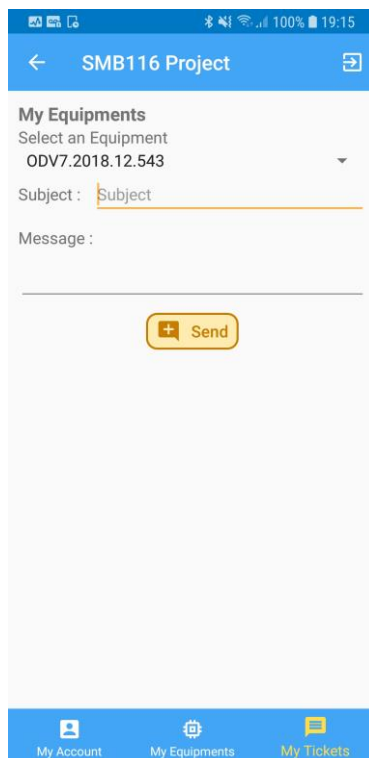 100% 19:15
SMB116 Project
My Equipments
Select an Equipment
ODV7.2018.12.543
Subject : Subject
Message :
Send
My Account My Equipments My Tickets